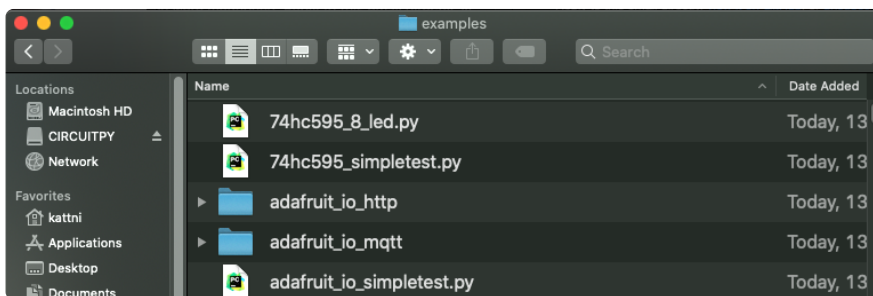 examples
Search
Locations
Macintosh HD
CIRCUITPY
Network
Favorites
kattni
Applications
Desktop
Documents
Name
Date Added
74hc595_8_led.py
Today, 13
74hc595_simpletest.py
Today, 13
adafruit_io_http
Today, 13
adafruit_io_mqtt
Today, 13
adafruit_io_simpletest.py
Today, 13